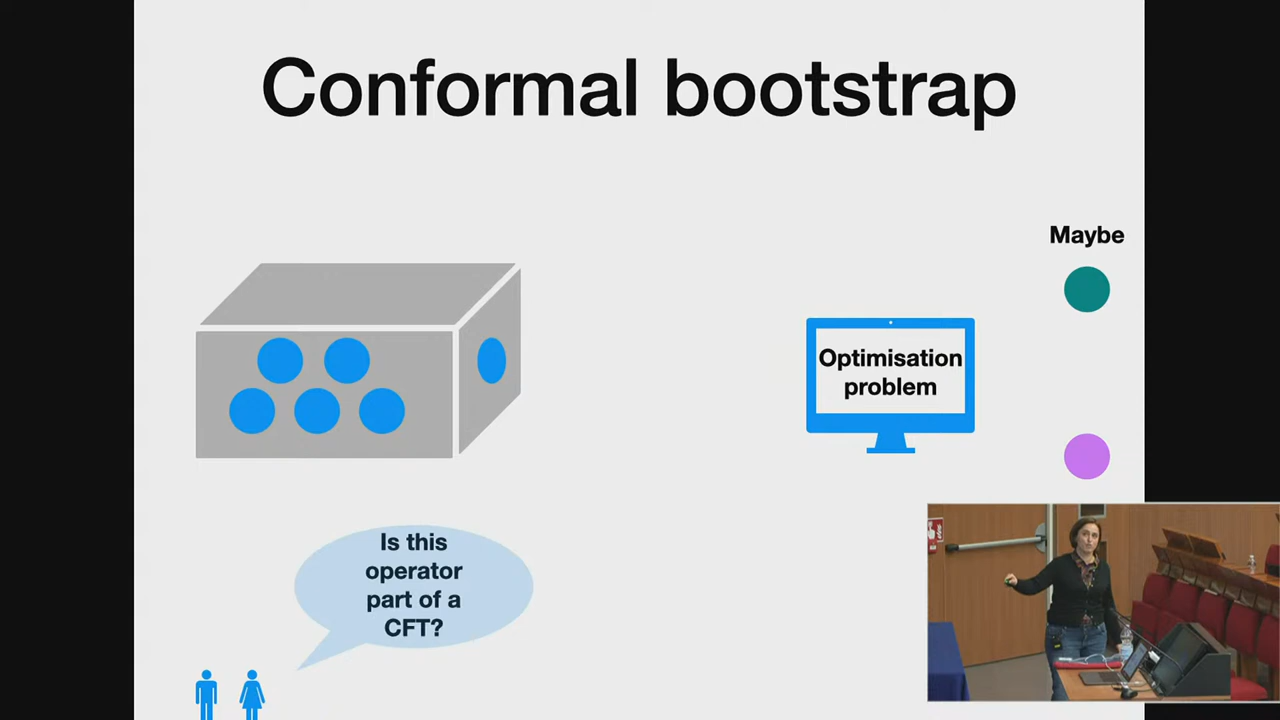 Conformal bootstrap
Maybe
Optimisation
problem
Is this
operator
part of a
CFT?